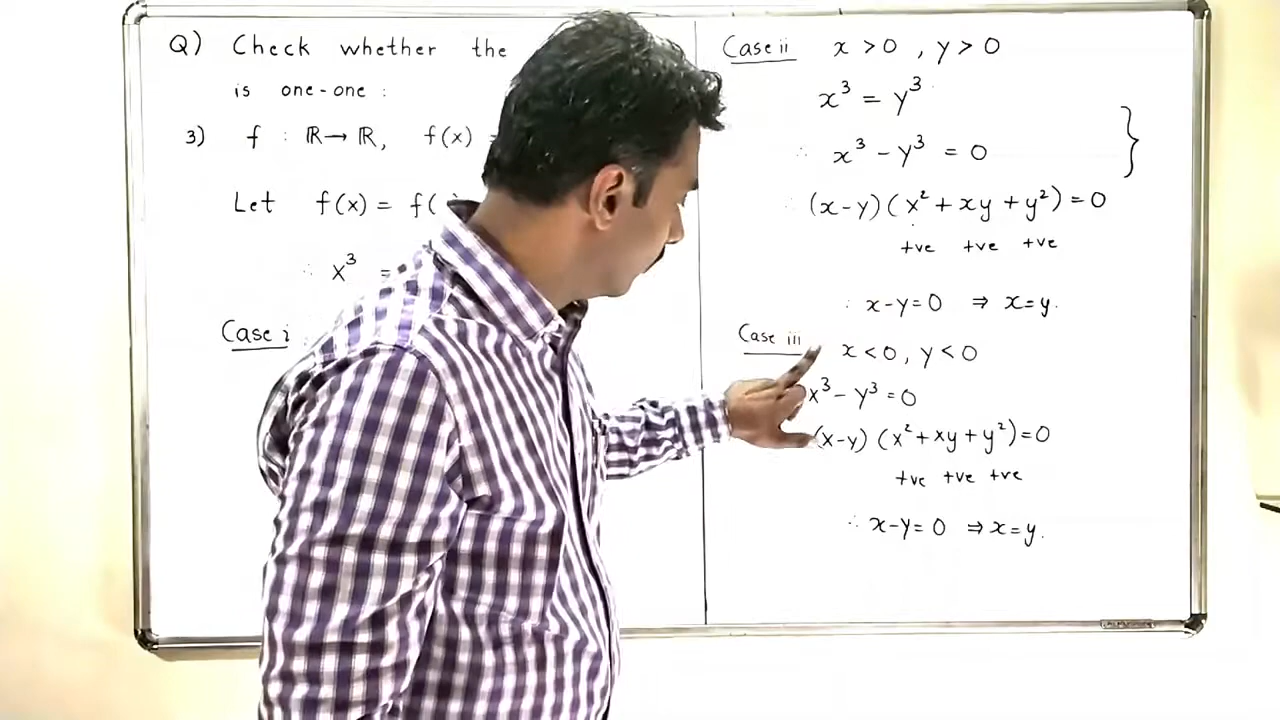 Q) Check whether the
is one-one :
3) f : ℝ→ ℝ, f(x) =
Let f(x) = f(
∴ x³ =
Case i
Case ii x > 0 , y > 0
x³ = y³
∴ x³ − y³ = 0
∴ (x−y)(x² + xy + y²) = 0
+ve +ve +ve
∴ x−y=0 ⇒ x=y.
Case iii x < 0, y < 0
x³ − y³ = 0
(x−y) (x² + xy + y²) = 0
+ve +ve +ve
∴ x−y= 0 ⇒ x=y.